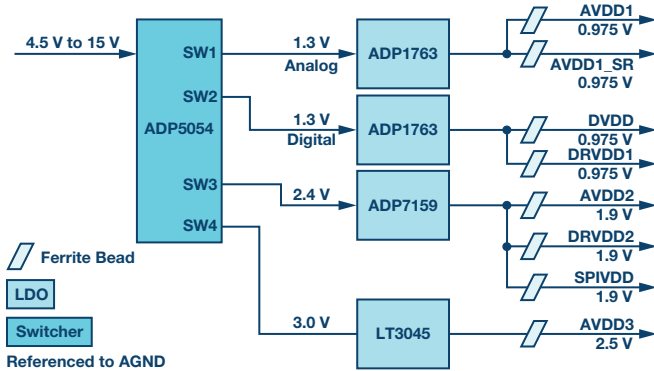 4.5 V to 15 V
ADP5054
SW1
SW2
SW3
SW4
1.3 V
Analog
ADP1763
AVDD1
0.975 V
AVDD1_SR
0.975 V
1.3 V
Digital
ADP1763
DVDD
0.975 V
DRVDD1
0.975 V
2.4 V
ADP7159
AVDD2
1.9 V
DRVDD2
1.9 V
SPIVDD
1.9 V
3.0 V
LT3045
AVDD3
2.5 V
Ferrite Bead
LDO
Switcher
Referenced to AGND